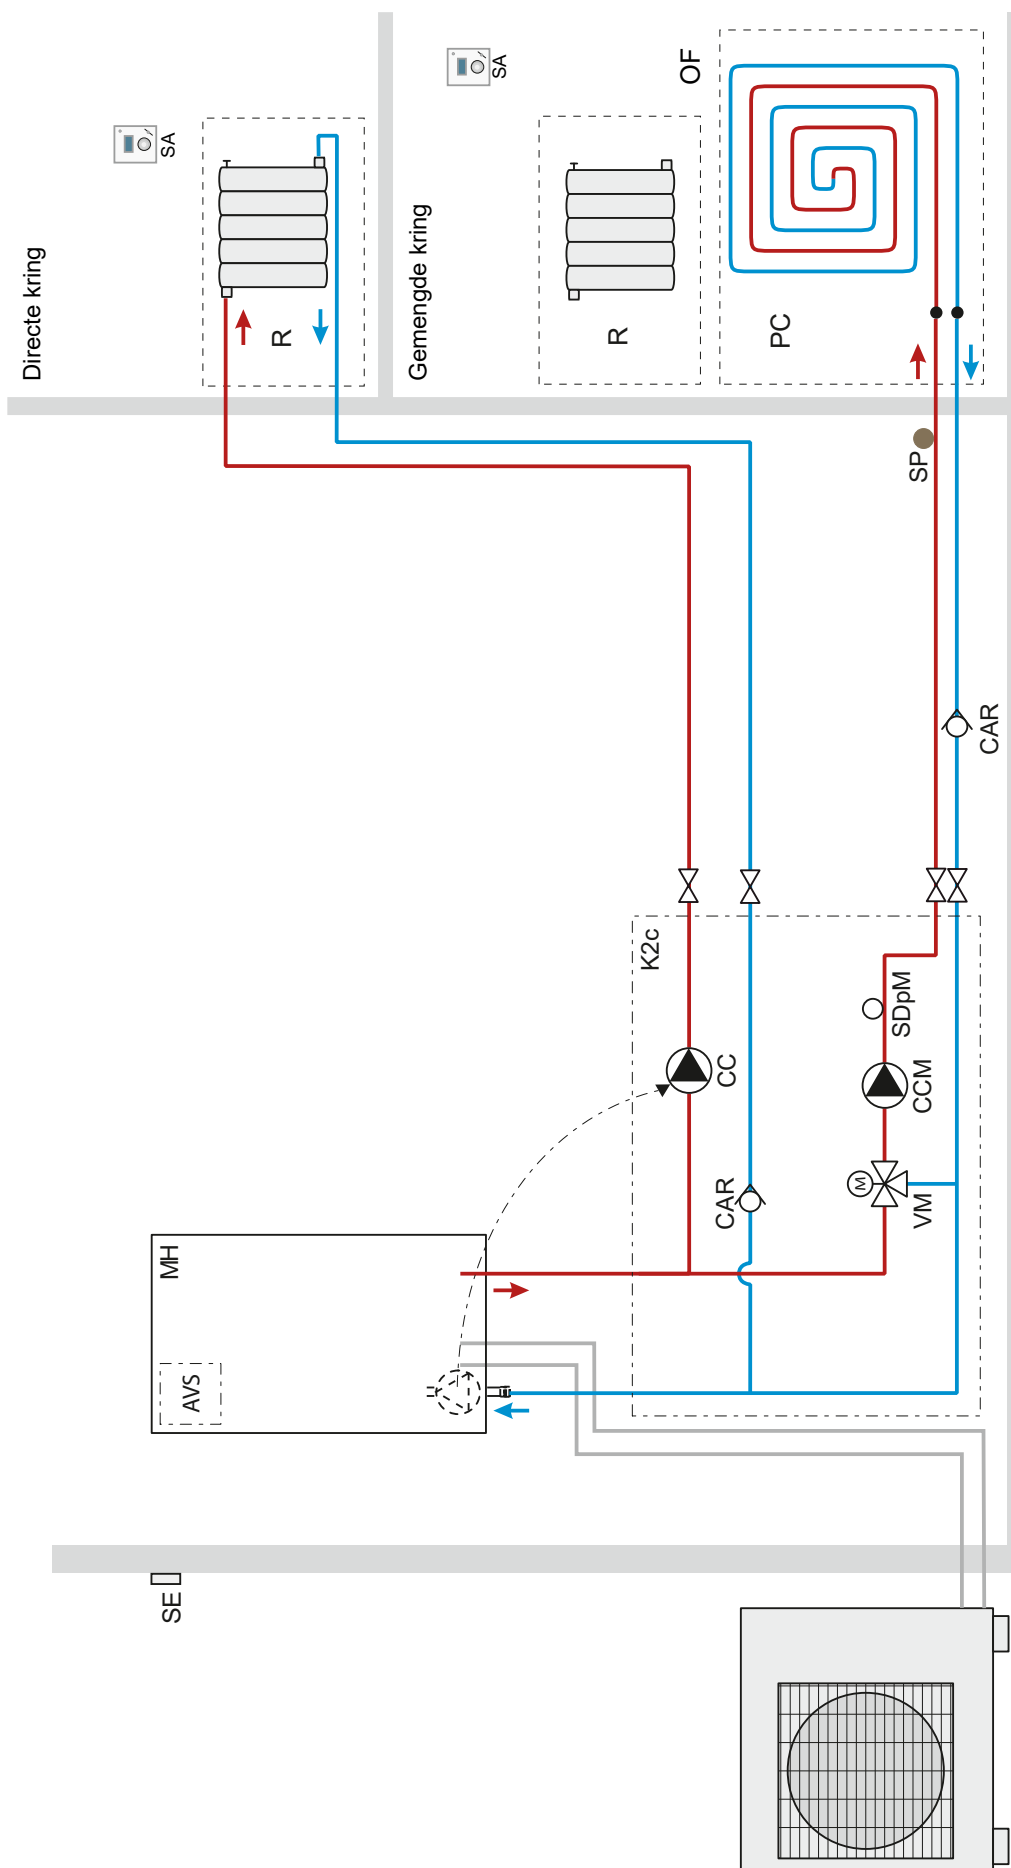 Directe kring
SA
R
Gemengde kring
SA
R
OF
PC
SP
CAR
K2c
CC
SDpM
CCM
M
VM
CAR
MH
AVS
SE